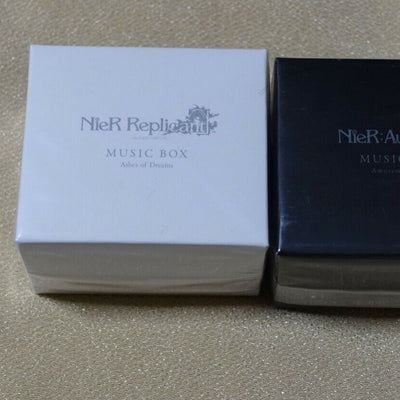 NieR Replicant
MUSIC BOX
Ashes of Dreams
NieR:Au
MUSIC